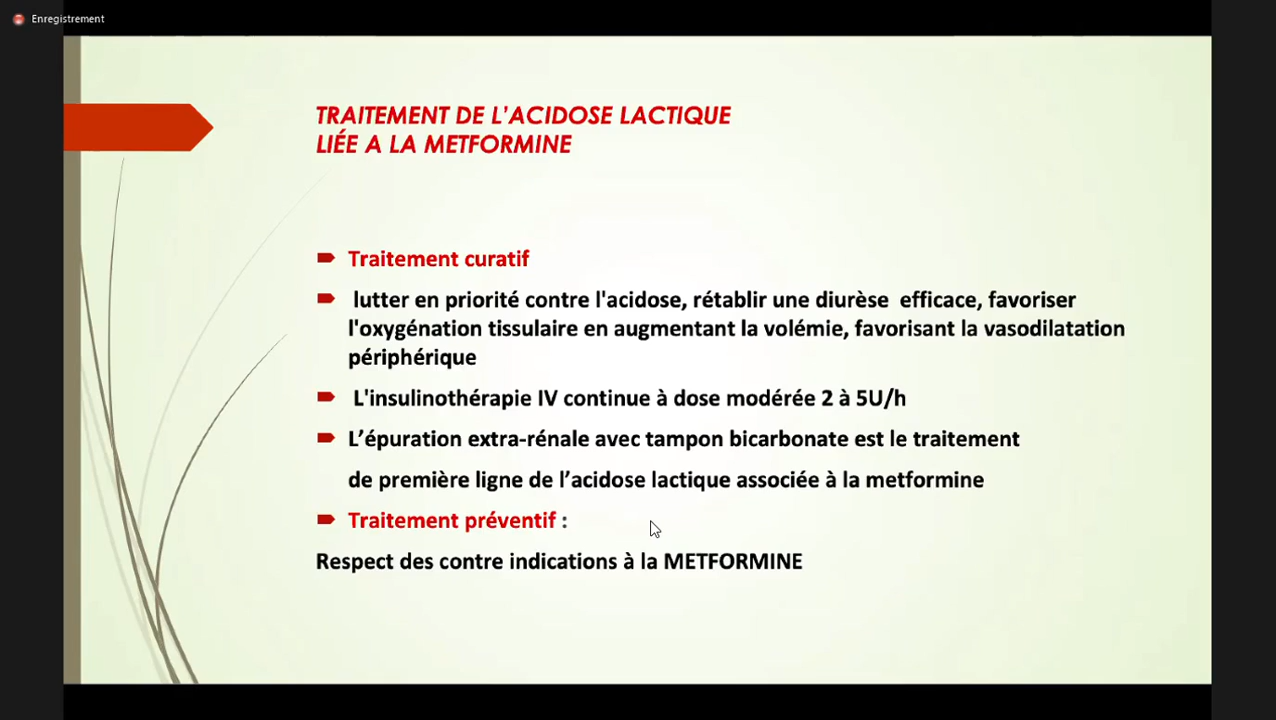 Enregistrement
TRAITEMENT DE L'ACIDOSE LACTIQUE
LIÉE A LA METFORMINE
Traitement curatif
lutter en priorité contre l'acidose, rétablir une diurèse efficace, favoriser
l'oxygénation tissulaire en augmentant la volémie, favorisant la vasodilatation
périphérique
L'insulinothérapie IV continue à dose modérée 2 à 5U/h
L’épuration extra-rénale avec tampon bicarbonate est le traitement
de première ligne de l’acidose lactique associée à la metformine
Traitement préventif :
Respect des contre indications à la METFORMINE